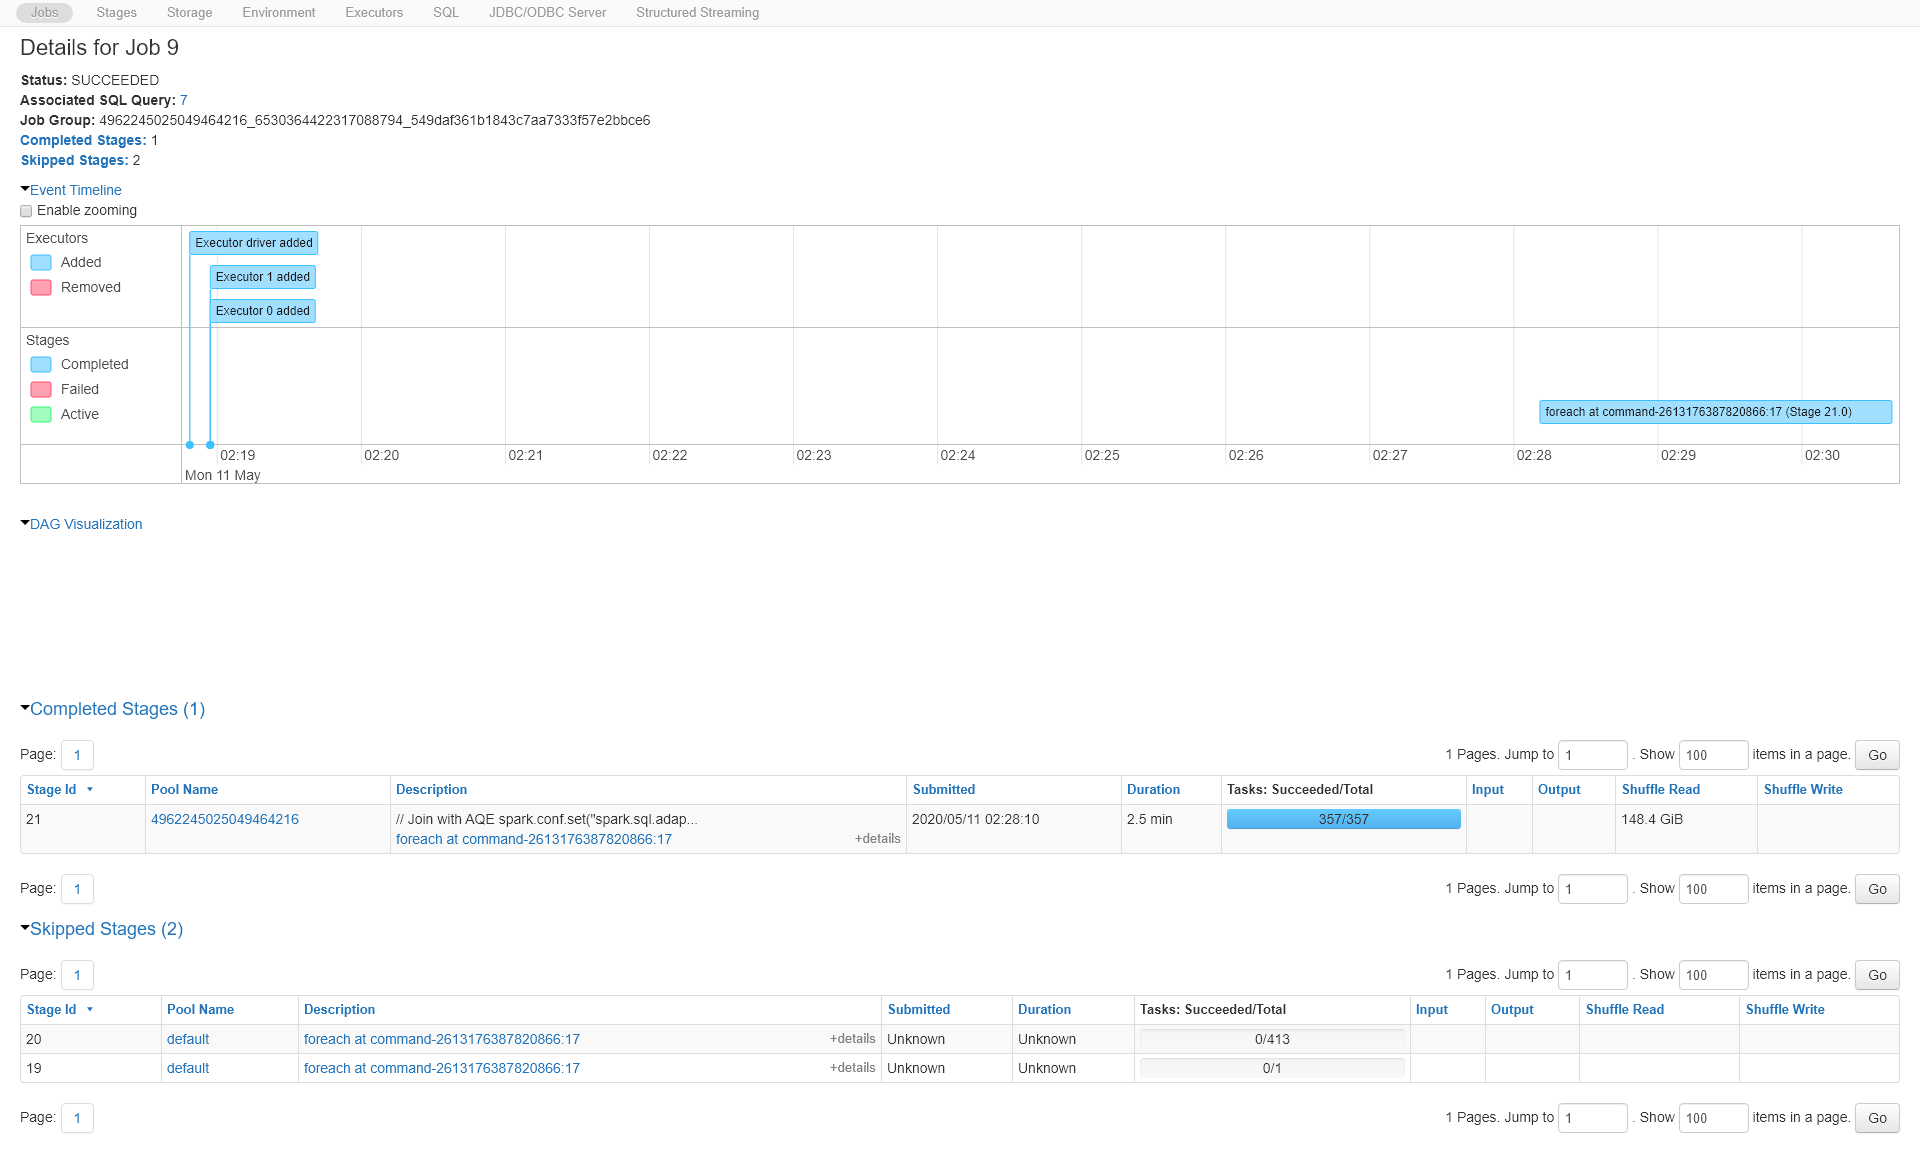 Jobs Stages Storage Environment Executors SQL JDBC/ODBC Server Structured Streaming
Details for Job 9
Status: SUCCEEDED
Associated SQL Query: 7
Job Group: 4962245025049464216_6530364422317088794_549daf361b1843c7aa7333f57e2bbce6
Completed Stages: 1
Skipped Stages: 2
Event Timeline
Enable zooming
Executors
Added
Removed
Executor driver added
Executor 1 added
Executor 0 added
Stages
Completed
Failed
Active
foreach at command-2613176387820866:17 (Stage 21.0)
02:19 02:20 02:21 02:22 02:23 02:24 02:25 02:26 02:27 02:28 02:29 02:30
Mon 11 May
DAG Visualization
Completed Stages (1)
Page: 1 1 Pages. Jump to 1 . Show 100 items in a page. Go
Stage Id Pool Name Description Submitted Duration Tasks: Succeeded/Total Input Output Shuffle Read Shuffle Write
21 4962245025049464216 // Join with AQE spark.conf.set("spark.sql.adap... 2020/05/11 02:28:10 2.5 min 357/357 148.4 GiB
foreach at command-2613176387820866:17 +details
Page: 1 1 Pages. Jump to 1 . Show 100 items in a page. Go
Skipped Stages (2)
Page: 1 1 Pages. Jump to 1 . Show 100 items in a page. Go
Stage Id Pool Name Description Submitted Duration Tasks: Succeeded/Total Input Output Shuffle Read Shuffle Write
20 default foreach at command-2613176387820866:17 +details Unknown Unknown 0/413
19 default foreach at command-2613176387820866:17 +details Unknown Unknown 0/1
Page: 1 1 Pages. Jump to 1 . Show 100 items in a page. Go